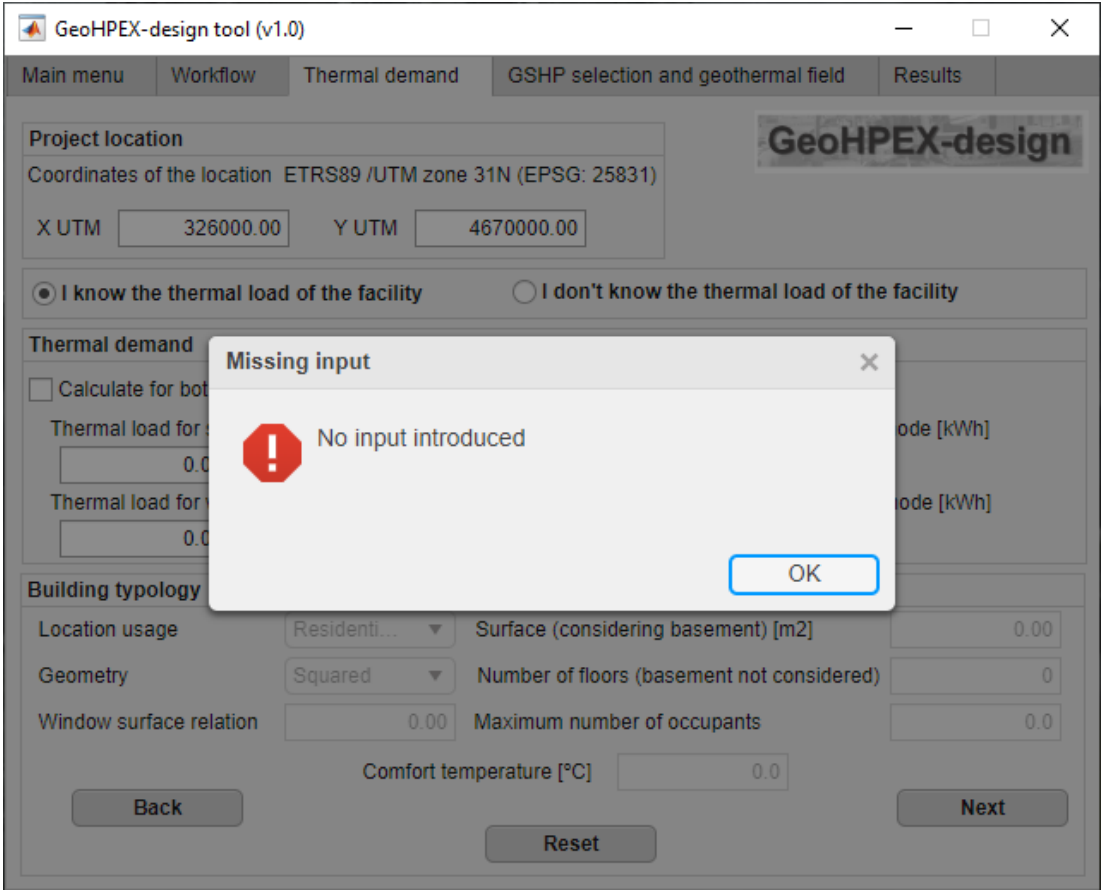 GeoHPEX-design tool (v1.0)
Main menu Workflow Thermal demand GSHP selection and geothermal field Results
GeoHPEX-design
Project location
Coordinates of the location ETRS89 /UTM zone 31N (EPSG: 25831)
X UTM 326000.00 Y UTM 4670000.00
I know the thermal load of the facility I don't know the thermal load of the facility
Thermal demand
Missing input
Calculate for bot
No input introduced
Thermal load for ode [kWh]
0.0
Thermal load for ode [kWh]
0.0
OK
Building typology
Location usage Residenti... Surface (considering basement) [m2] 0.00
Geometry Squared Number of floors (basement not considered) 0
Window surface relation 0.00 Maximum number of occupants 0.0
Comfort temperature [ºC] 0.0
Back Next
Reset